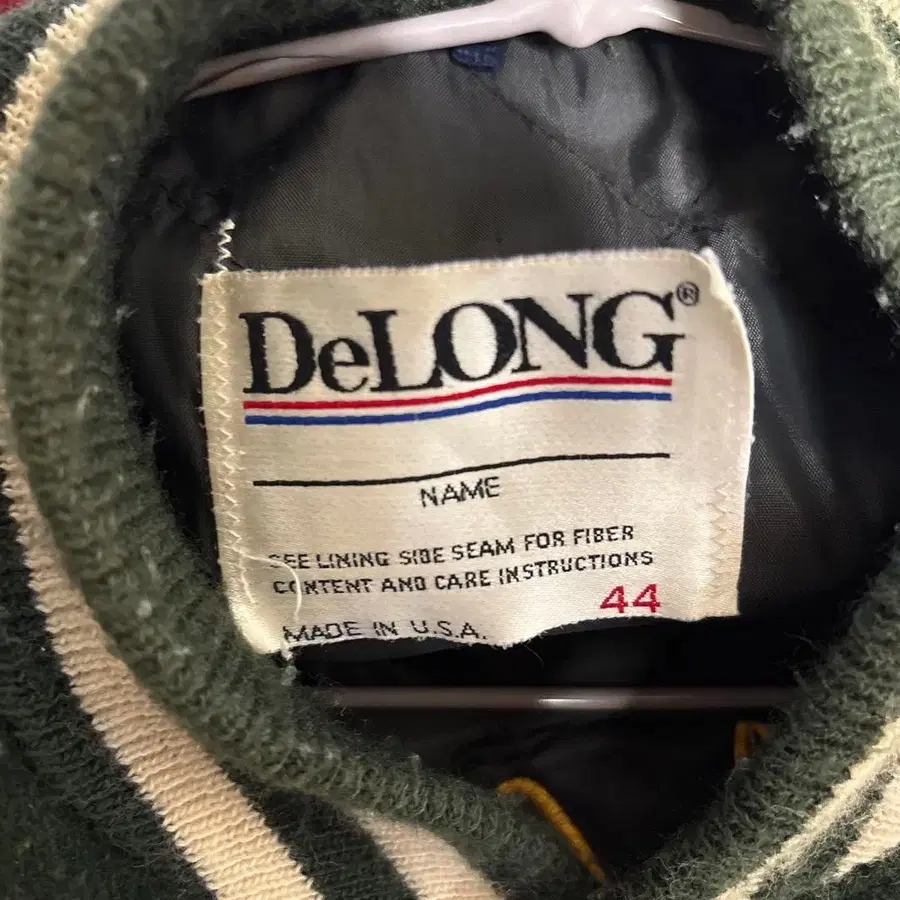 DeLONG®
NAME
SEE LINING SIDE SEAM FOR FIBER
CONTENT AND CARE INSTRUCTIONS
44
MADE IN U.S.A.